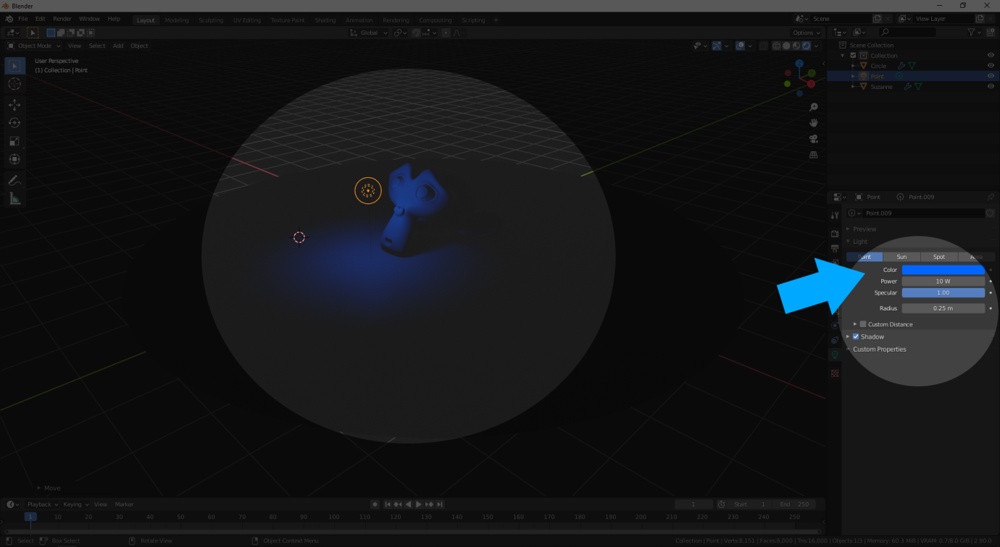 Blender
File Edit Render Window Help Layout Modeling Sculpting UV Editing Texture Paint Shading Animation Rendering Compositing Scripting + Scene View Layer
Global Options
Object Mode View Select Add Object
User Perspective
(1) Collection | Point
Scene Collection
Collection
Circle
Point
Suzanne
Z
Point Point.009
Point.009
Preview
Light
Point Sun Spot Area
Color
Power 10 W
Specular 1.00
Radius 0.25 m
Custom Distance
Shadow
Custom Properties
Move
Playback Keying View Marker 1 Start 1 End 250
1 10 20 30 40 50 60 70 80 90 100 110 120 130 140 150 160 170 180 190 200 210 220 230 240 250
Select Box Select Rotate View Object Context Menu Collection | Point | Verts:8,151 | Faces:8,000 | Tris:16,000 | Objects:1/3 | Memory: 60.3 MiB | VRAM: 0.7/8.0 GiB | 2.90.0